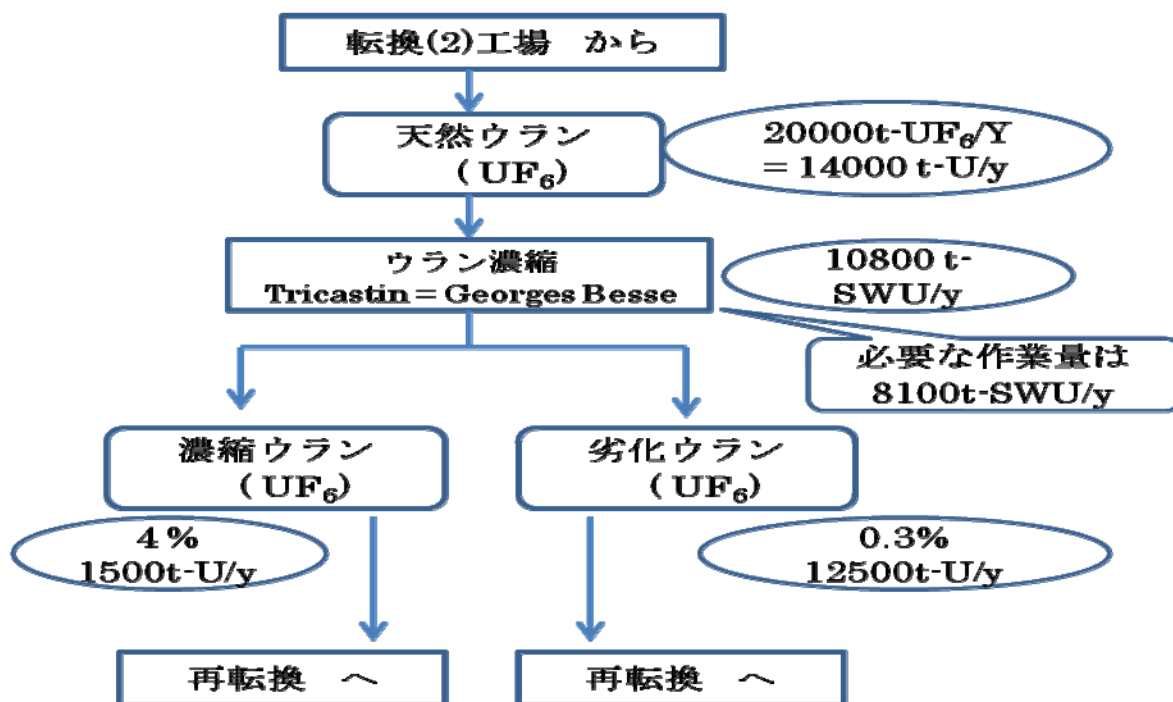 転換(2)工場 から
天然ウラン
(UF₆)
20000t-UF₆/Y
= 14000 t-U/y
ウラン濃縮
Tricastin = Georges Besse
10800 t-
SWU/y
必要な作業量は
8100t-SWU/y
濃縮ウラン
(UF₆)
劣化ウラン
(UF₆)
4 %
1500t-U/y
0.3%
12500t-U/y
再転換 へ
再転換 へ